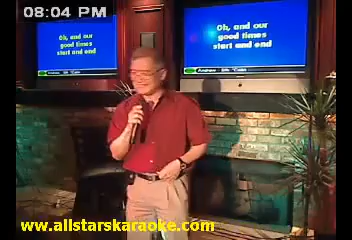 08:04 PM
Oh, and our
good times
start and end
Oh, and our
good times
start and end
www.allstarskaraoke.com